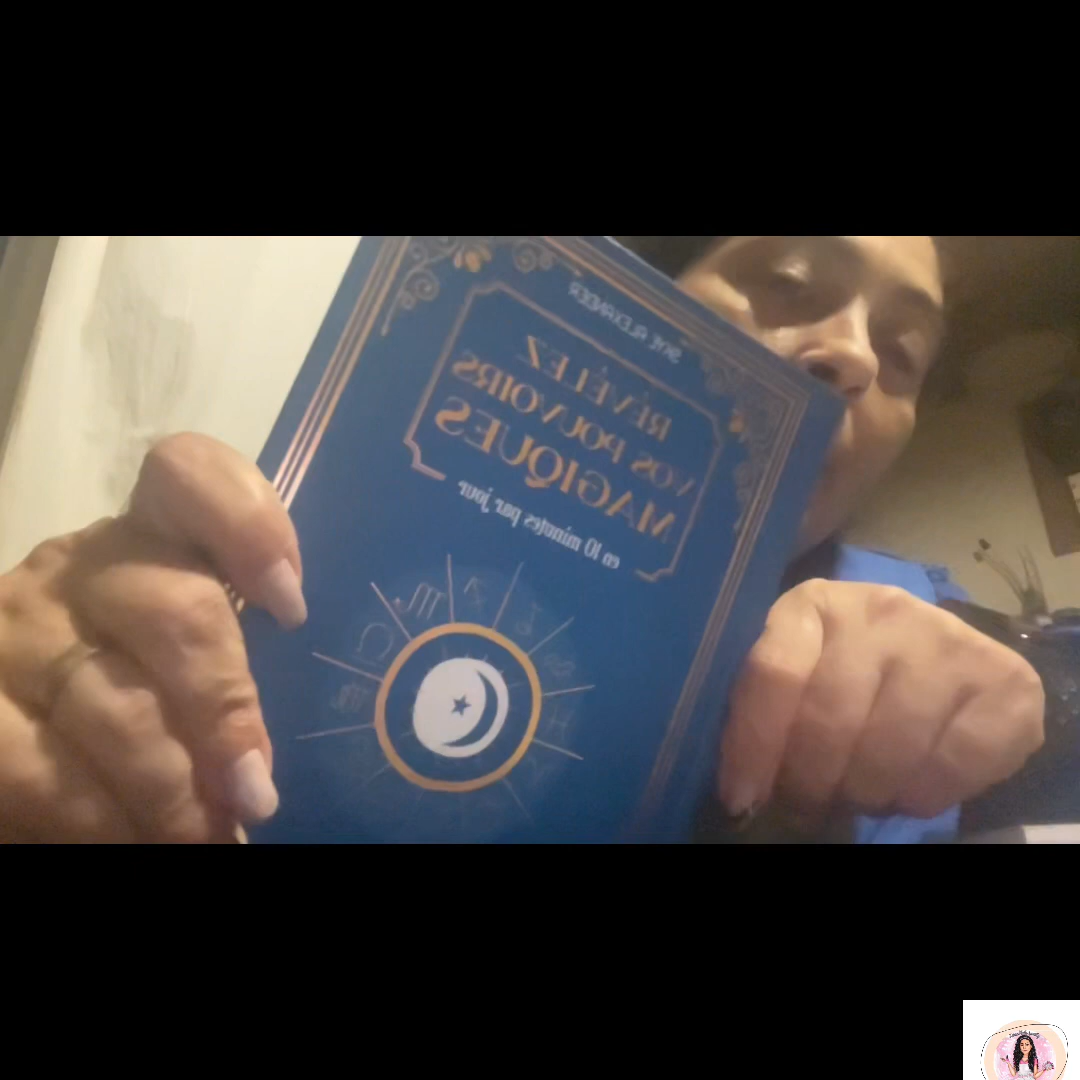 SKYE ALEXANDER
RÉVÉLEZ
VOS POUVOIRS
MAGIQUES
en 10 minutes par jour